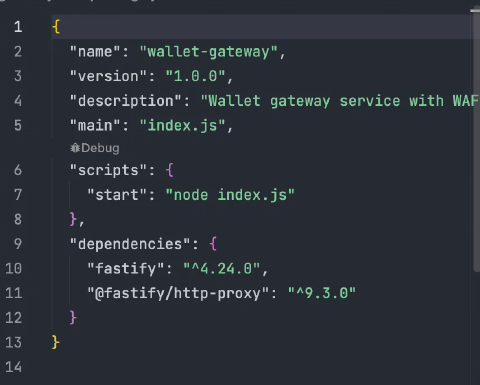 1 {
2 "name": "wallet-gateway",
3 "version": "1.0.0",
4 "description": "Wallet gateway service with WAF
5 "main": "index.js",
Debug
6 "scripts": {
7 "start": "node index.js"
8 },
9 "dependencies": {
10 "fastify": "^4.24.0",
11 "@fastify/http-proxy": "^9.3.0"
12 }
13 }
14